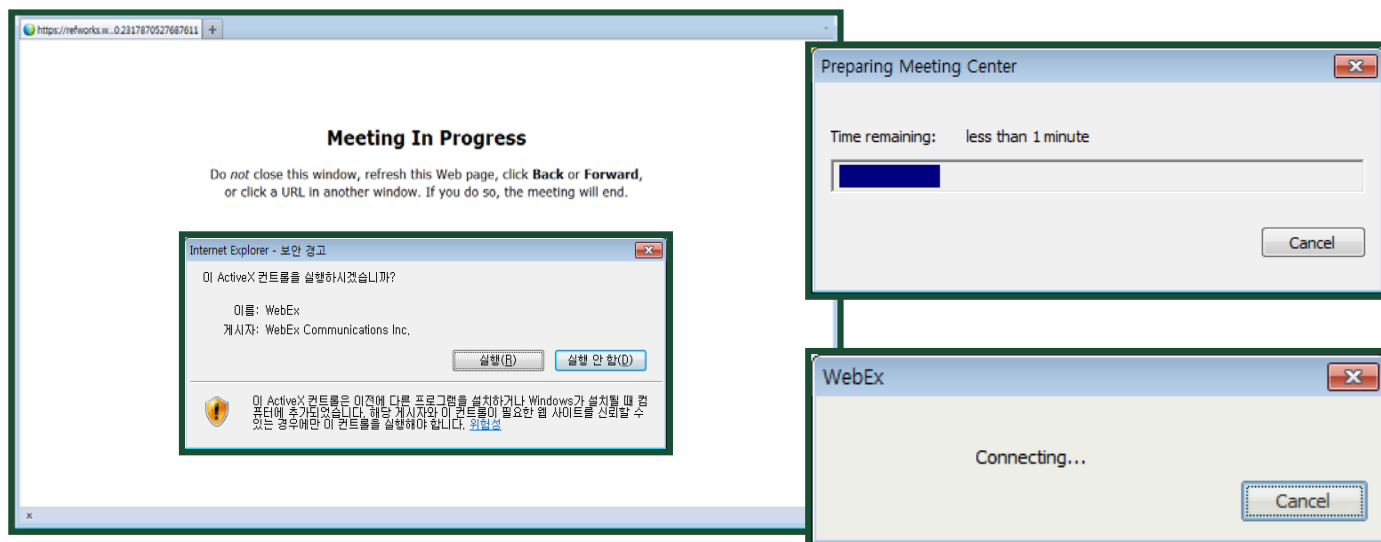 https://refworks.w...0.2317870527687611
+
Meeting In Progress
Do not close this window, refresh this Web page, click Back or Forward,
or click a URL in another window. If you do so, the meeting will end.
Internet Explorer - 보안 경고
이 ActiveX 컨트롤을 실행하시겠습니까?
이름: WebEx
게시자: WebEx Communications Inc.
실행(R)
실행 안 함(D)
이 ActiveX 컨트롤은 이전에 다른 프로그램을 설치하거나 Windows가 설치될 때 컴
퓨터에 추가되었습니다. 해당 게시자와 이 컨트롤이 필요한 웹 사이트를 신뢰할 수
있는 경우에만 이 컨트롤을 실행해야 합니다. 위험성
Preparing Meeting Center
Time remaining: less than 1 minute
Cancel
WebEx
Connecting...
Cancel